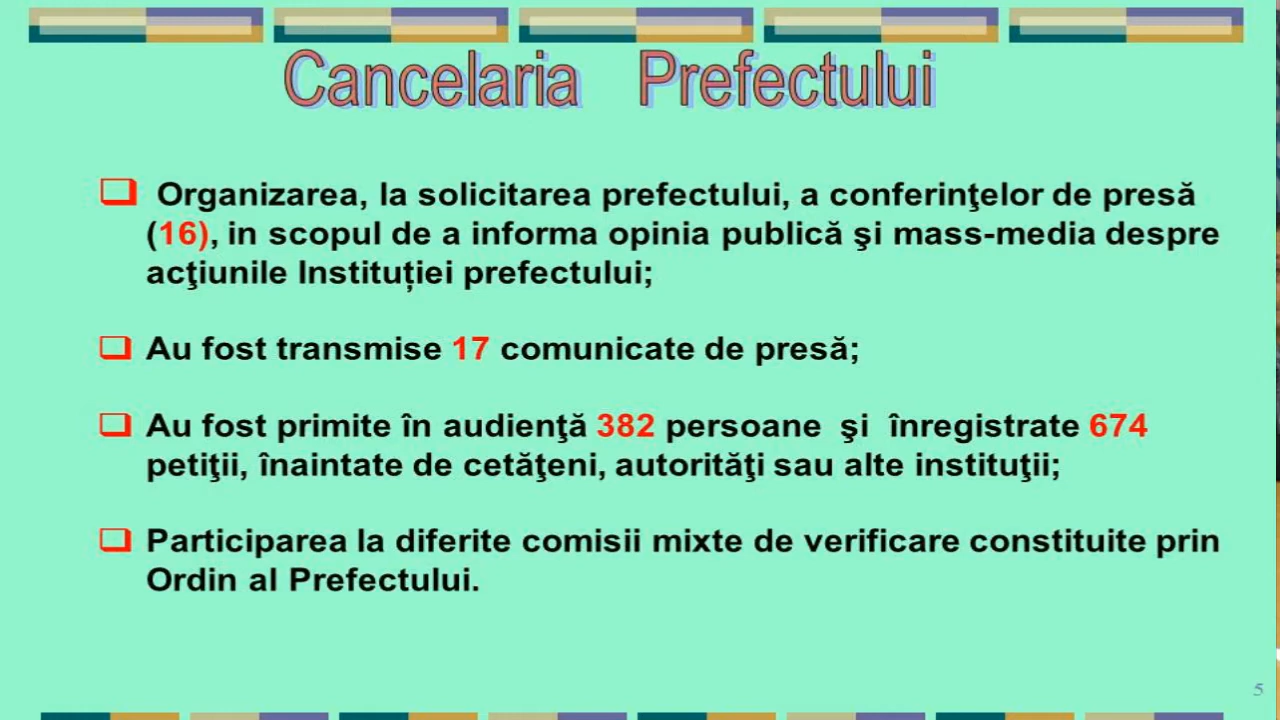 Cancelaria Prefectului
Organizarea, la solicitarea prefectului, a conferinţelor de presă
(16), in scopul de a informa opinia publică şi mass-media despre
acţiunile Instituției prefectului;
Au fost transmise 17 comunicate de presă;
Au fost primite în audienţă 382 persoane şi înregistrate 674
petiţii, înaintate de cetăţeni, autorităţi sau alte instituţii;
Participarea la diferite comisii mixte de verificare constituite prin
Ordin al Prefectului.
5